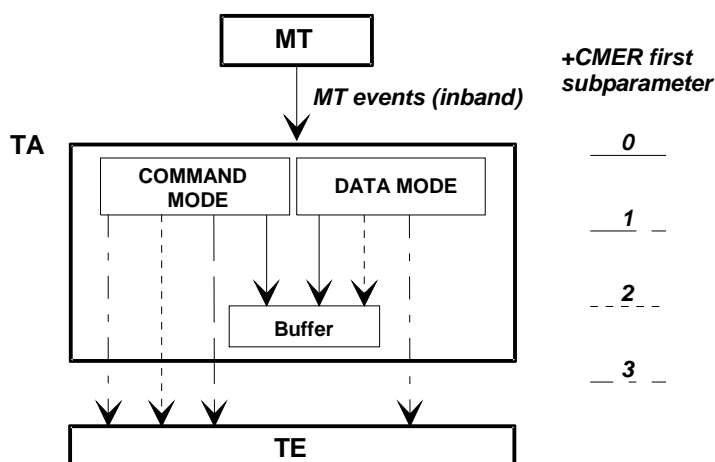 MT
+CMER first
subparameter
MT events (inband)
TA
0
COMMAND
MODE
DATA MODE
1
2
Buffer
3
TE